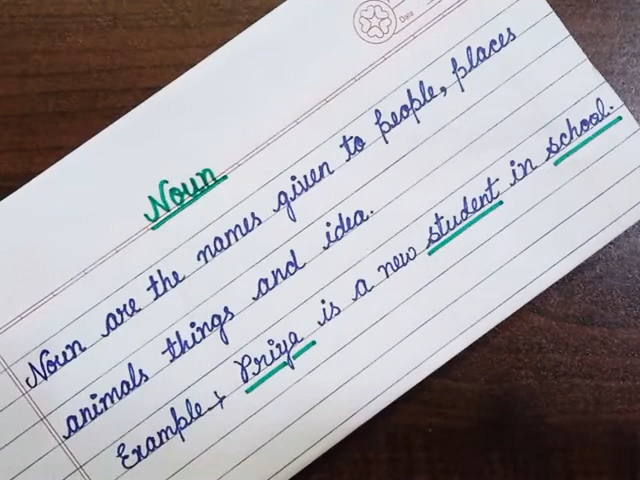 Date
Noun
Noun are the names given to people, places
animals things and idea.
Example, Priya is a new student in school.